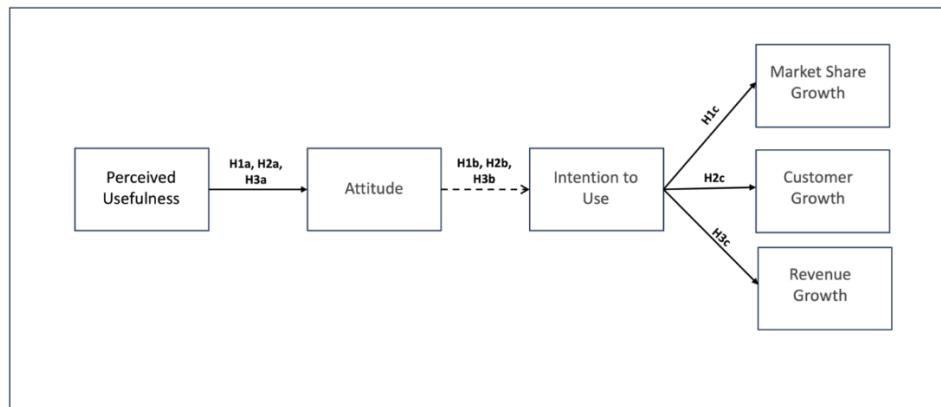 Perceived
Usefulness
H1a, H2a,
H3a
Attitude
H1b, H2b,
H3b
Intention to
Use
H1c
Market Share
Growth
H2c
Customer
Growth
H3c
Revenue
Growth